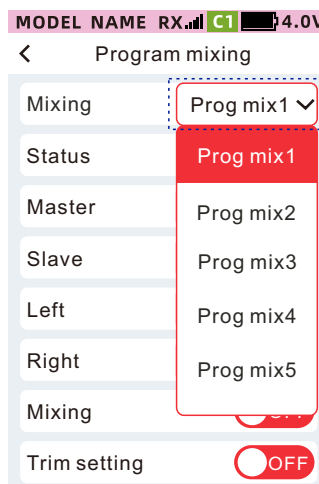 MODEL NAME RX C1 4.0V
Program mixing
Mixing Prog mix1
Status Prog mix1
Master Prog mix2
Slave Prog mix3
Left Prog mix4
Right Prog mix5
Mixing OFF
Trim setting OFF